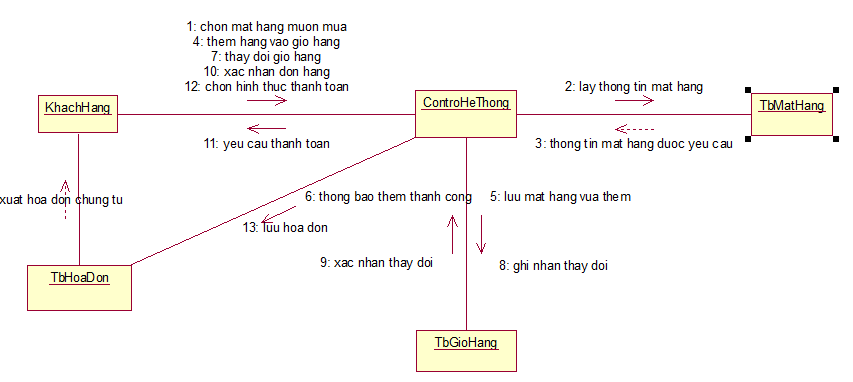 1: chon mat hang muon mua
4: them hang vao gio hang
7: thay doi gio hang
10: xac nhan don hang
12: chon hinh thuc thanh toan
KhachHang
ControHeThong
2: lay thong tin mat hang
TbMatHang
11: yeu cau thanh toan
3: thong tin mat hang duoc yeu cau
xuat hoa don chung tu
6: thong bao them thanh cong
5: luu mat hang vua them
13: luu hoa don
9: xac nhan thay doi
8: ghi nhan thay doi
TbHoaDon
TbGioHang